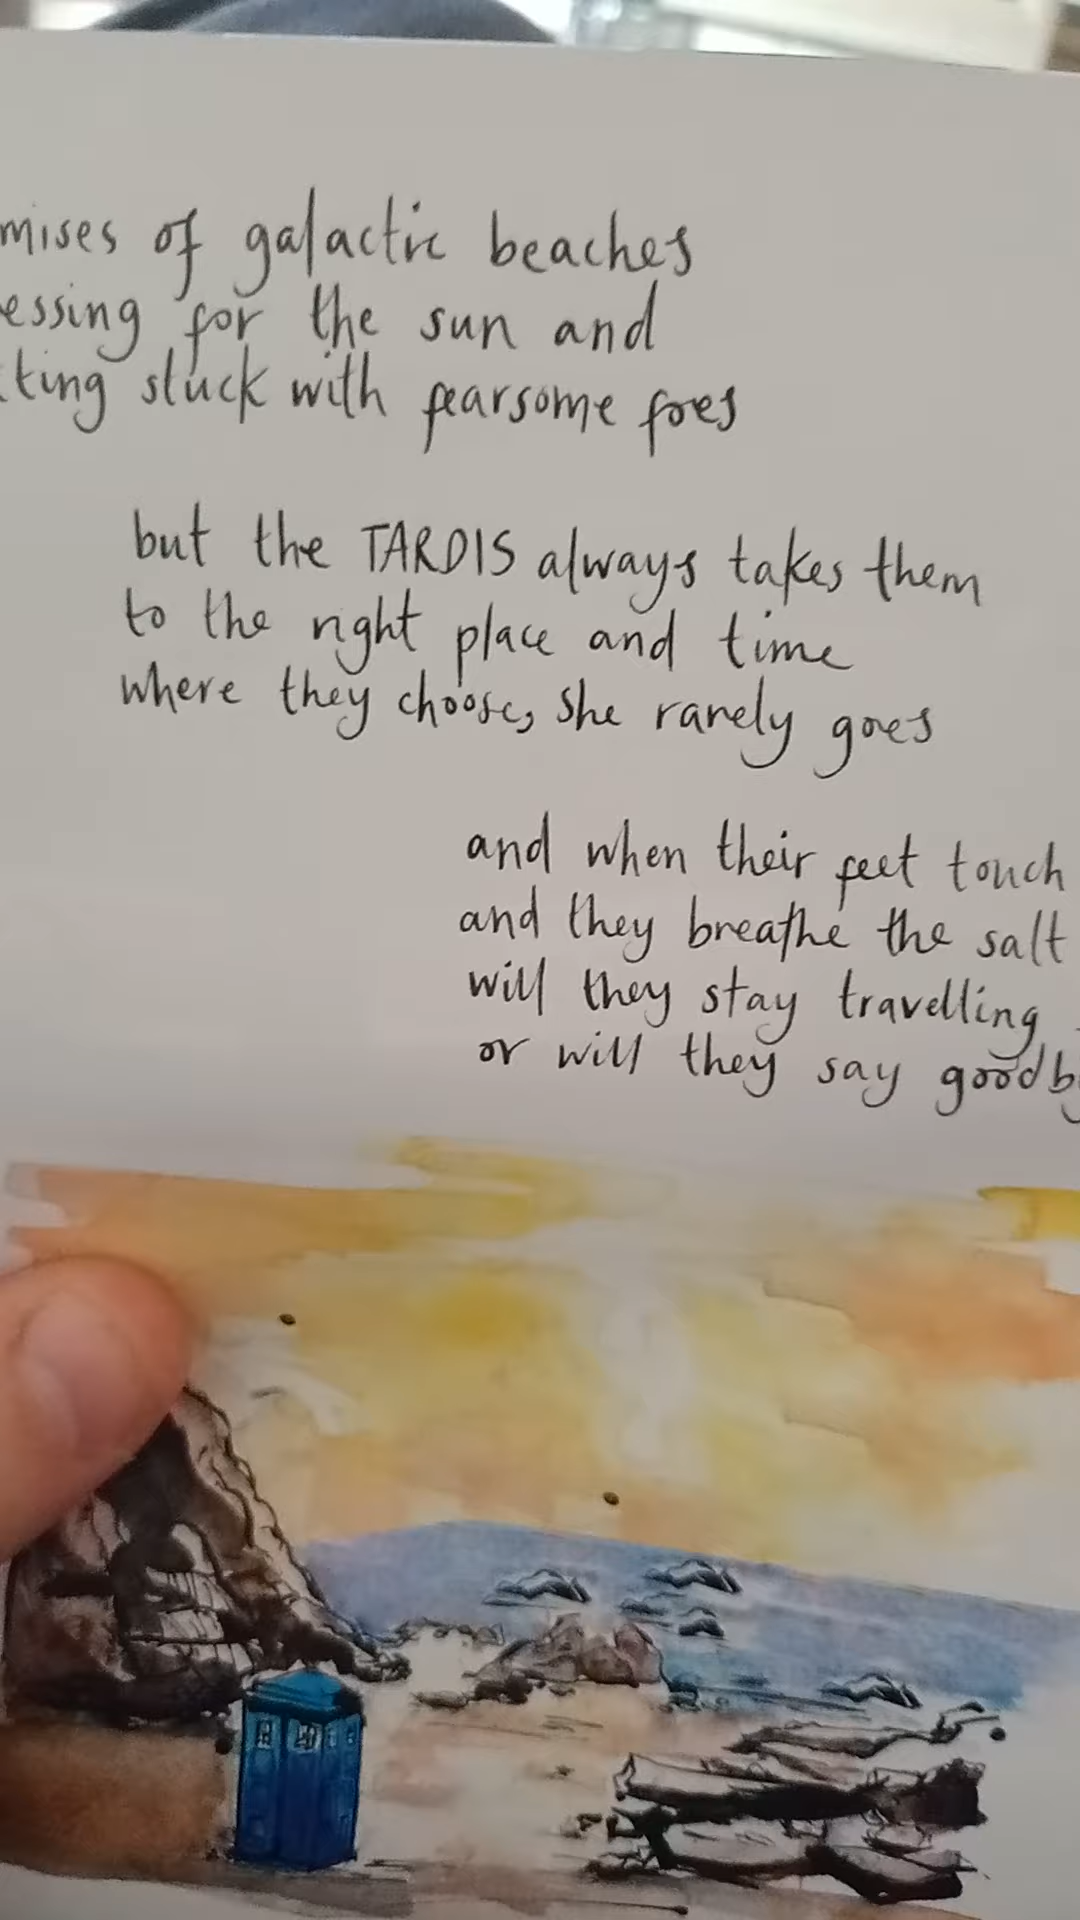 mises of galactic beaches
essing for the sun and
ting stuck with fearsome foes
but the TARDIS always takes them
to the right place and time
where they choose, she rarely goes
and when their feet touch
and they breathe the salt
will they stay travelling
or will they say goodb